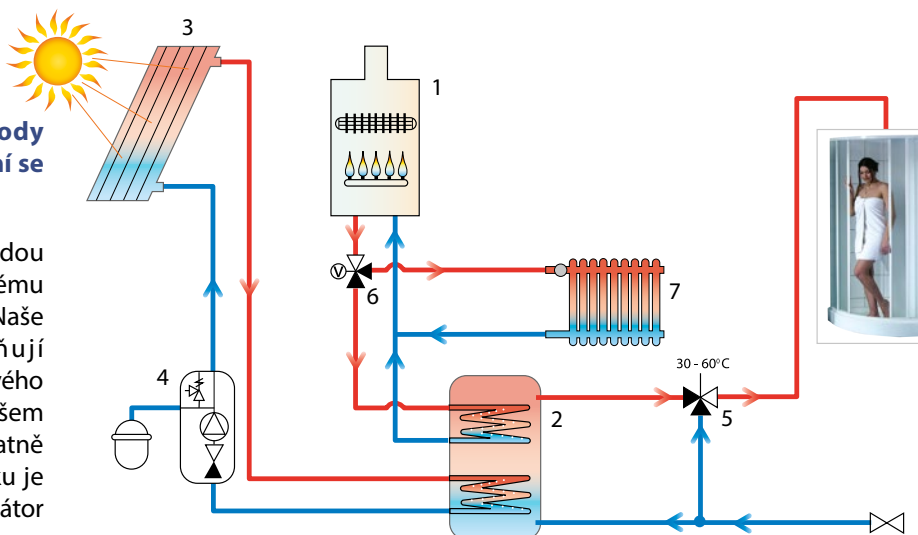 ody
ní se
dou
ému
Naše
ňují
vého
šem
atně
ku je
átor
3
1
6
7
4
2
30 - 60°C
5
V